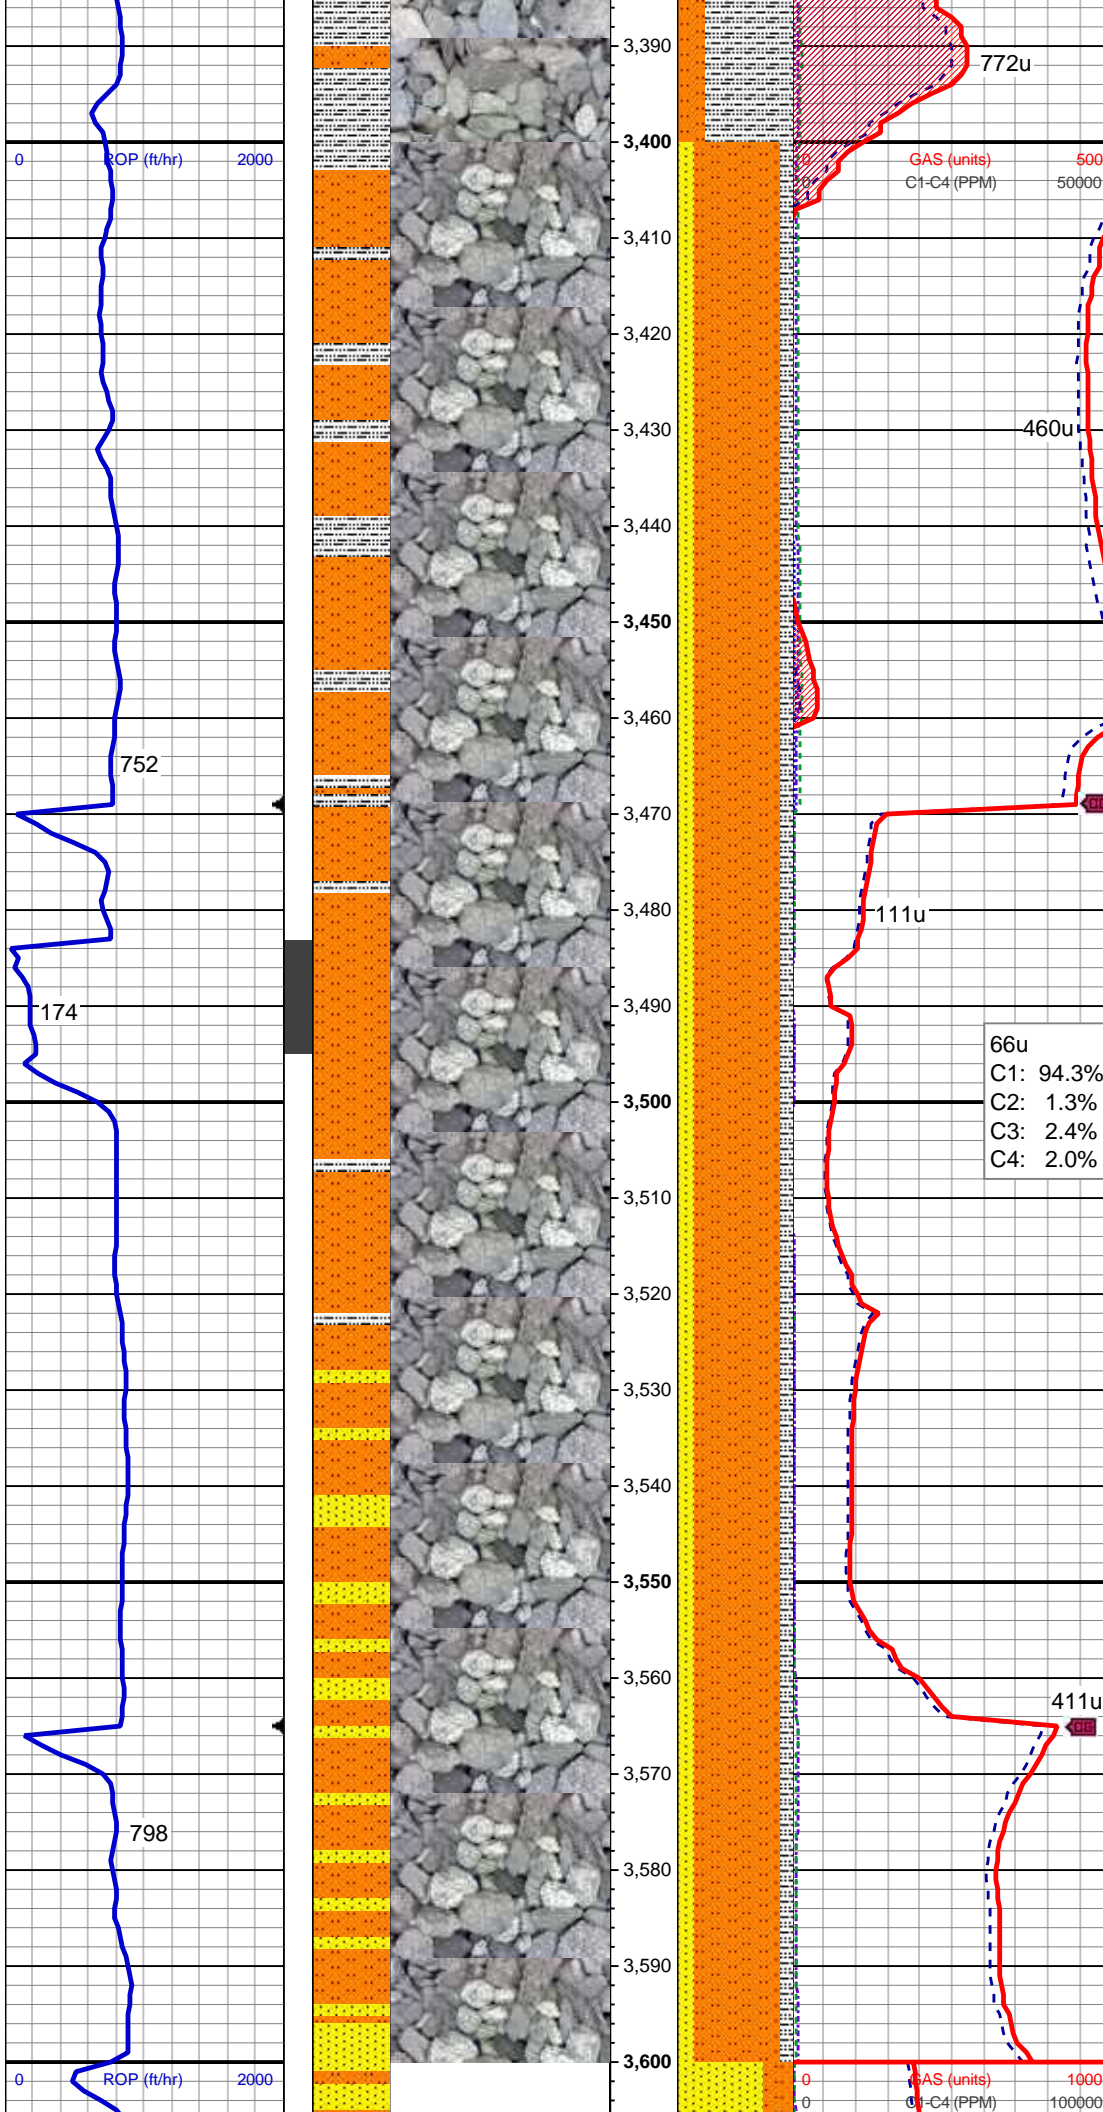 3,390
772u
3,400
0 ROP (ft/hr) 2000
0 GAS (units) 500
0 C1-C4 (PPM) 50000
3,410
3,420
460u
3,430
3,440
3,450
3,460
752
3,470
111u
3,480
174
3,490
66u
C1: 94.3%
C2: 1.3%
C3: 2.4%
C4: 2.0%
3,500
3,510
3,520
3,530
3,540
3,550
3,560
411u
CG
3,570
798
3,580
3,590
3,600
0 ROP (ft/hr) 2000
0 GAS (units) 1000
0 C1-C4 (PPM) 100000